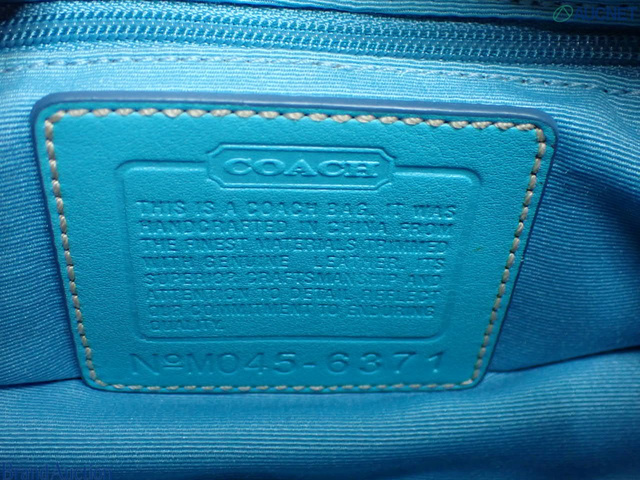 COACH
THIS IS A COACH BAG. IT WAS
HANDCRAFTED IN CHINA FROM
THE FINEST MATERIALS TRIMMED
WITH GENUINE LEATHER. ITS
SUPERIOR CRAFTSMANSHIP AND
ATTENTION TO DETAIL REFLECT
OUR COMMITMENT TO ENDURING
QUALITY.
NºM045-6371